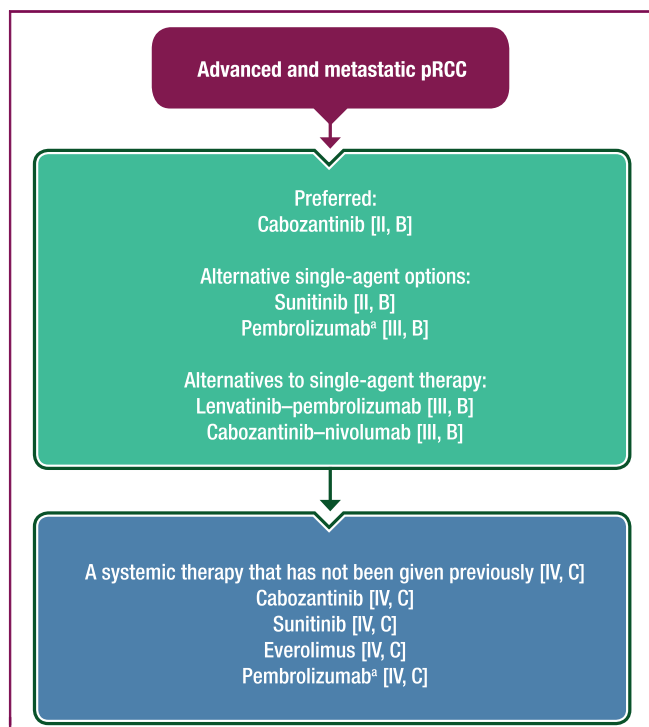 Advanced and metastatic pRCC
Preferred:
Cabozantinib [II, B]
Alternative single-agent options:
Sunitinib [II, B]
Pembrolizumabᵃ [III, B]
Alternatives to single-agent therapy:
Lenvatinib–pembrolizumab [III, B]
Cabozantinib–nivolumab [III, B]
A systemic therapy that has not been given previously [IV, C]
Cabozantinib [IV, C]
Sunitinib [IV, C]
Everolimus [IV, C]
Pembrolizumabᵃ [IV, C]